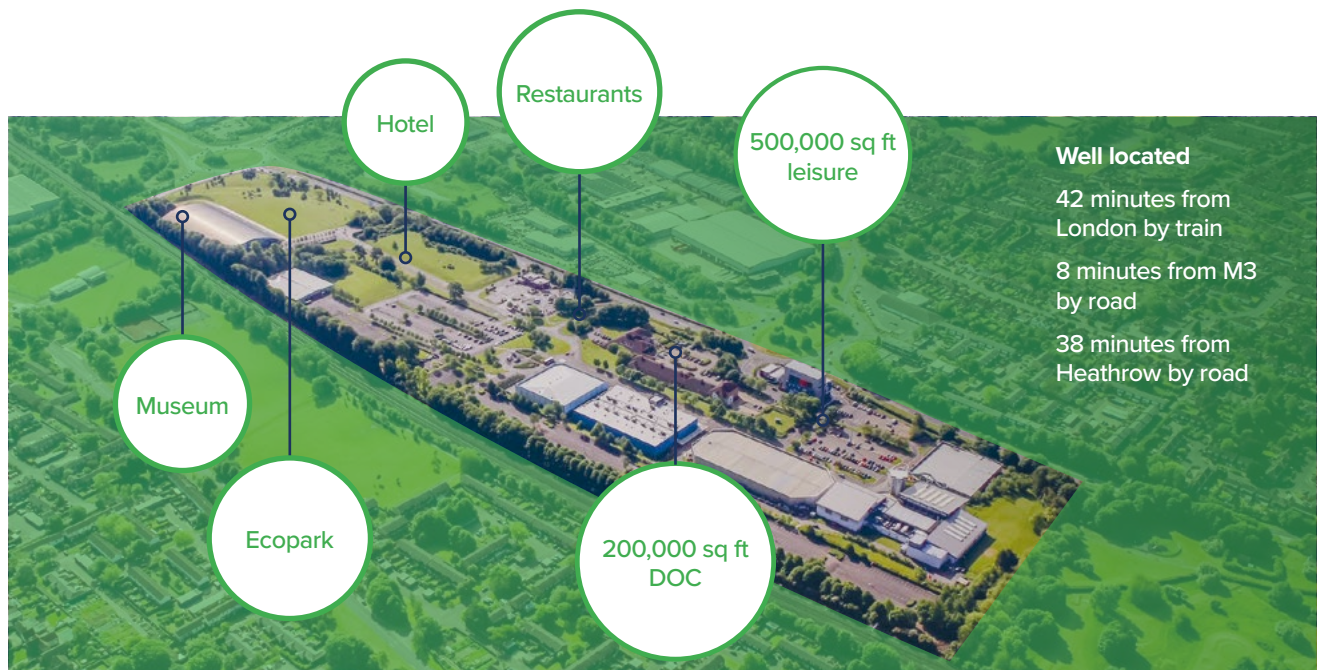 Restaurants
Hotel
500,000 sq ft
leisure
Well located
42 minutes from
London by train
8 minutes from M3
by road
38 minutes from
Heathrow by road
Museum
Ecopark
200,000 sq ft
DOC